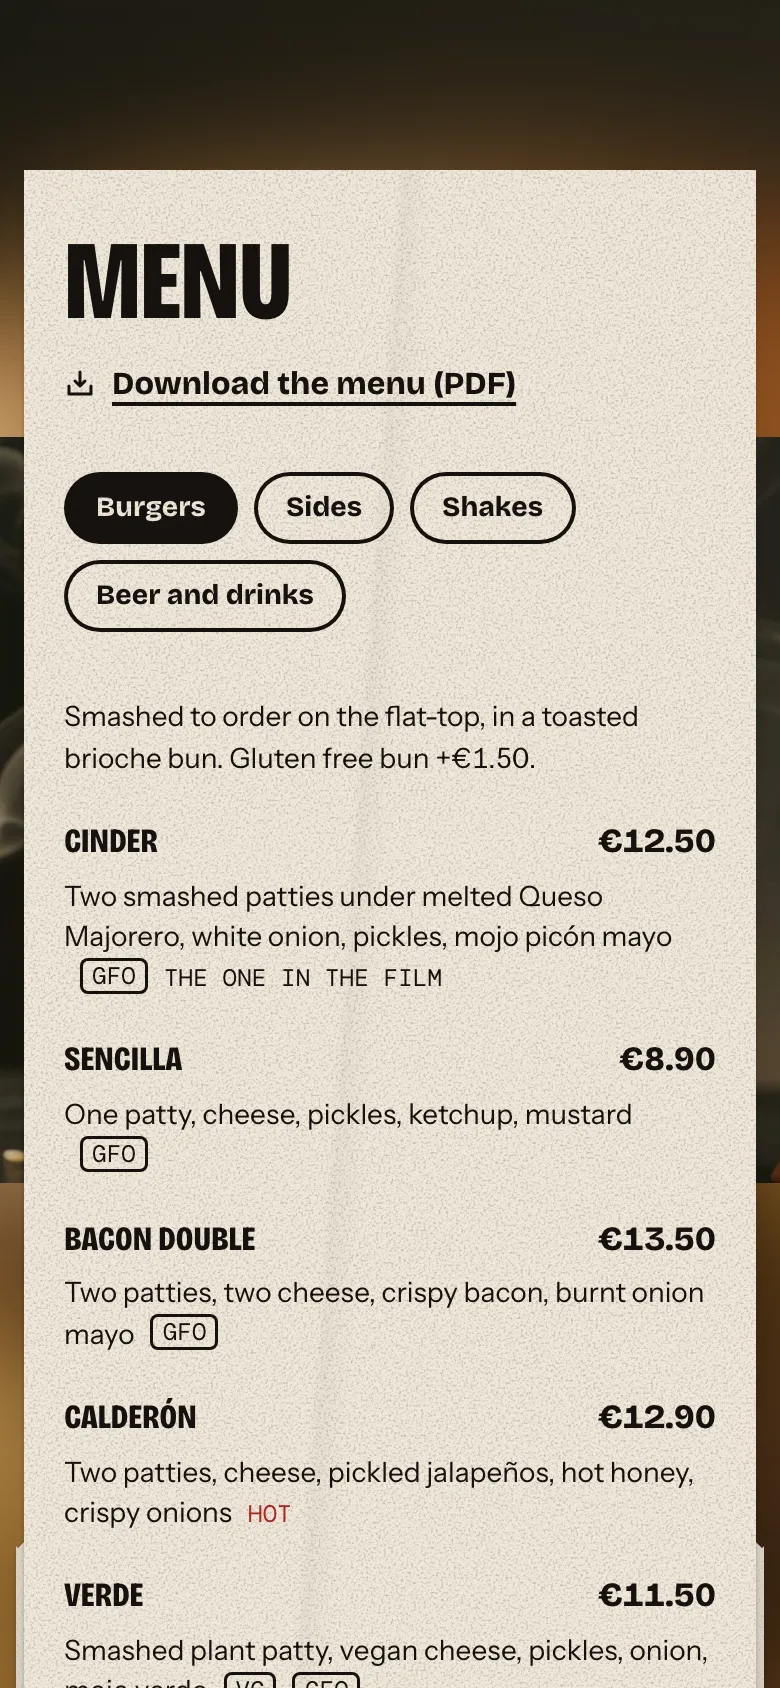 MENU
Download the menu (PDF)
Burgers
Sides
Shakes
Beer and drinks
Smashed to order on the flat-top, in a toasted
brioche bun. Gluten free bun +€1.50.
CINDER €12.50
Two smashed patties under melted Queso
Majorero, white onion, pickles, mojo picón mayo
GFO THE ONE IN THE FILM
SENCILLA €8.90
One patty, cheese, pickles, ketchup, mustard
GFO
BACON DOUBLE €13.50
Two patties, two cheese, crispy bacon, burnt onion
mayo GFO
CALDERÓN €12.90
Two patties, cheese, pickled jalapeños, hot honey,
crispy onions HOT
VERDE €11.50
Smashed plant patty, vegan cheese, pickles, onion,